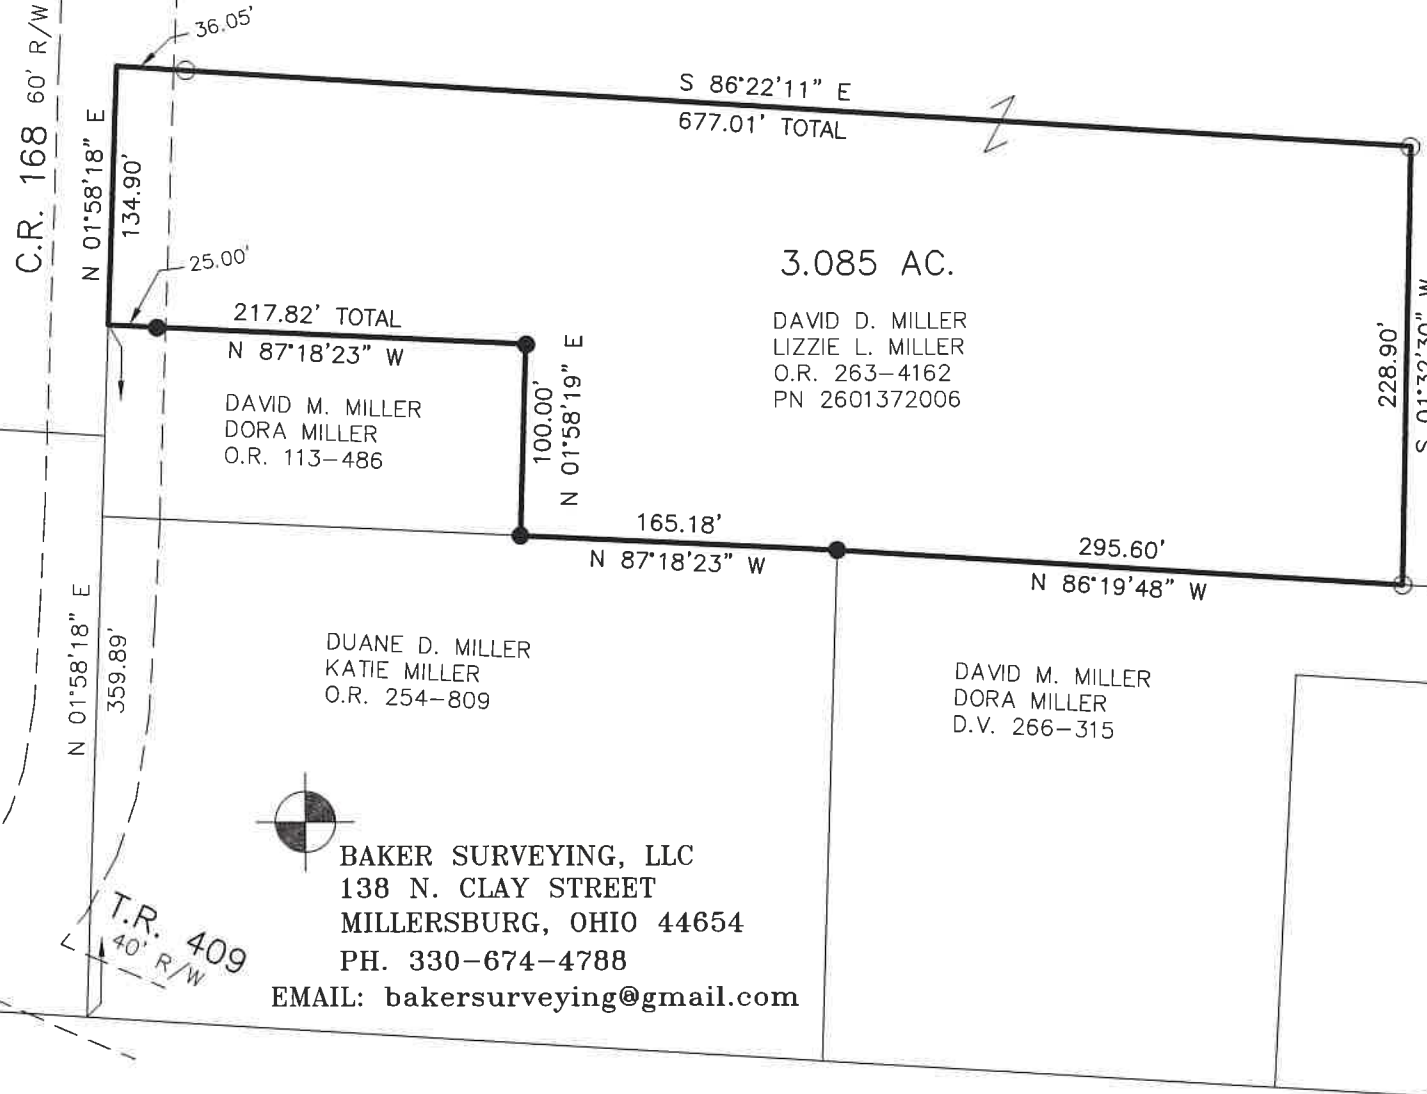 36.05'
C.R. 168 60' R/W
S 86°22'11" E
677.01' TOTAL
N 01°58'18" E
134.90'
25.00'
217.82' TOTAL
N 87°18'23" W
3.085 AC.
DAVID D. MILLER
LIZZIE L. MILLER
O.R. 263-4162
PN 2601372006
228.90'
S 01°32'30" W
DAVID M. MILLER
DORA MILLER
O.R. 113-486
100.00'
N 01°58'19" E
165.18'
N 87°18'23" W
295.60'
N 86°19'48" W
N 01°58'18" E
359.89'
DUANE D. MILLER
KATIE MILLER
O.R. 254-809
DAVID M. MILLER
DORA MILLER
D.V. 266-315
T.R. 409
40' R/W
BAKER SURVEYING, LLC
138 N. CLAY STREET
MILLERSBURG, OHIO 44654
PH. 330-674-4788
EMAIL: bakersurveying@gmail.com